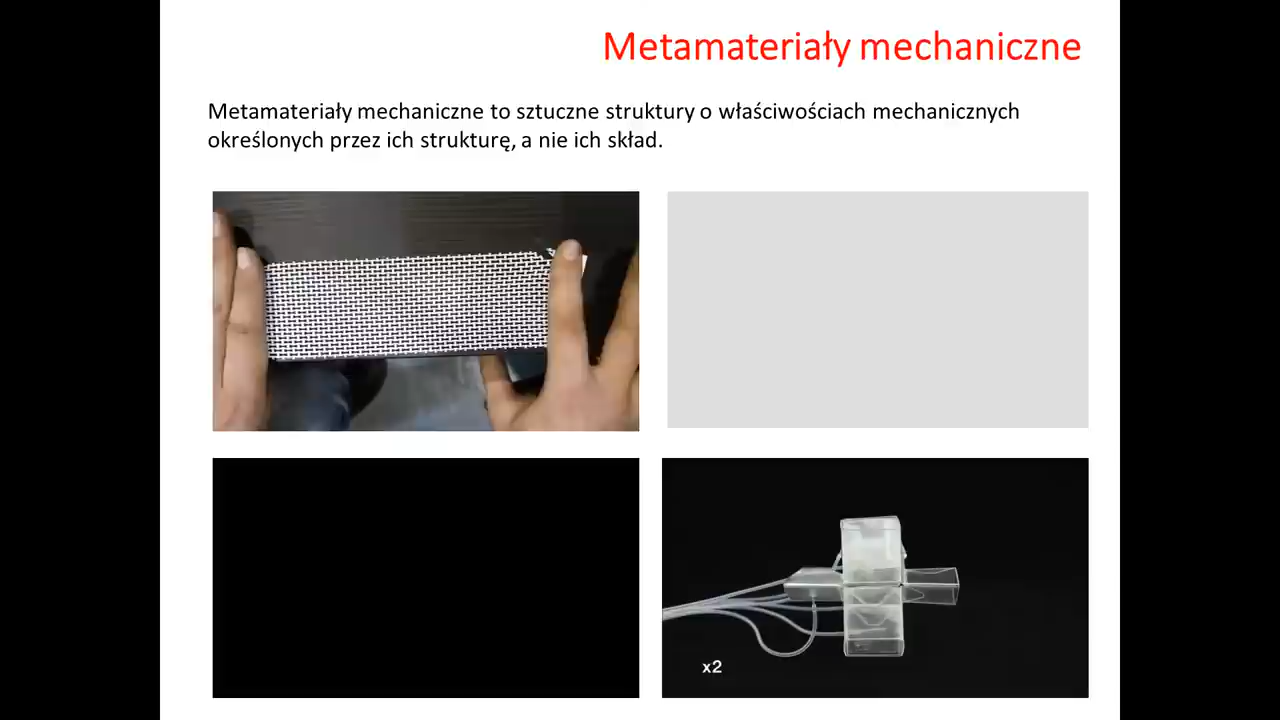 Metamateriały mechaniczne
Metamateriały mechaniczne to sztuczne struktury o właściwościach mechanicznych
określonych przez ich strukturę, a nie ich skład.
x2